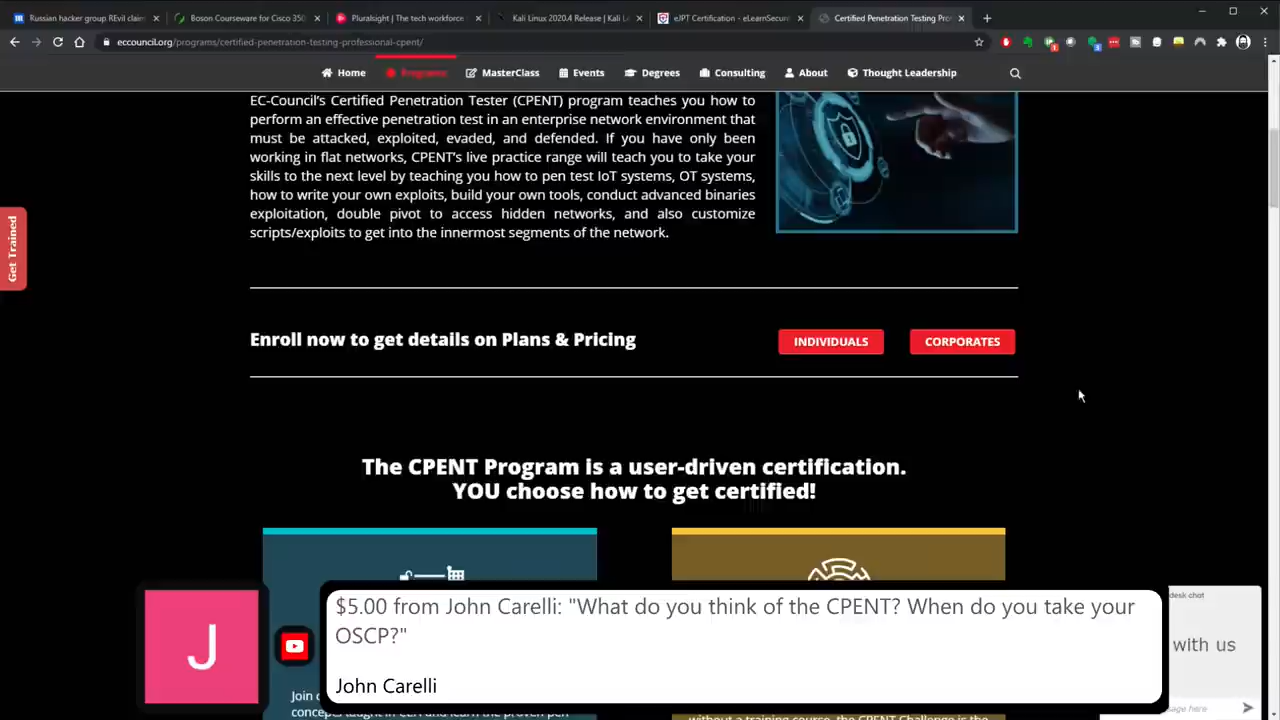 Russian hacker group REvil claim
Boson Courseware for Cisco 350
Pluralsight | The tech workforce
Kali Linux 2020.4 Release | Kali L
eJPT Certification - eLearnSecur
Certified Penetration Testing Pro
eccouncil.org/programs/certified-penetration-testing-professional-cpent/
Home
Programs
MasterClass
Events
Degrees
Consulting
About
Thought Leadership
EC-Council's Certified Penetration Tester (CPENT) program teaches you how to
perform an effective penetration test in an enterprise network environment that
must be attacked, exploited, evaded, and defended. If you have only been
working in flat networks, CPENT's live practice range will teach you to take your
skills to the next level by teaching you how to pen test IoT systems, OT systems,
how to write your own exploits, build your own tools, conduct advanced binaries
exploitation, double pivot to access hidden networks, and also customize
scripts/exploits to get into the innermost segments of the network.
Get Trained
Enroll now to get details on Plans & Pricing
INDIVIDUALS
CORPORATES
The CPENT Program is a user-driven certification.
YOU choose how to get certified!
$5.00 from John Carelli: "What do you think of the CPENT? When do you take your
OSCP?"
John Carelli
J
desk chat
with us
Join